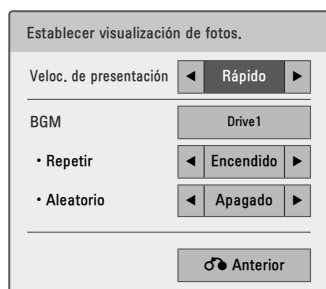 Establecer visualización de fotos.
Veloc. de presentación ◄ Rápido ►
BGM Drive1
• Repetir ◄ Encendido ►
• Aleatorio ◄ Apagado ►
Anterior